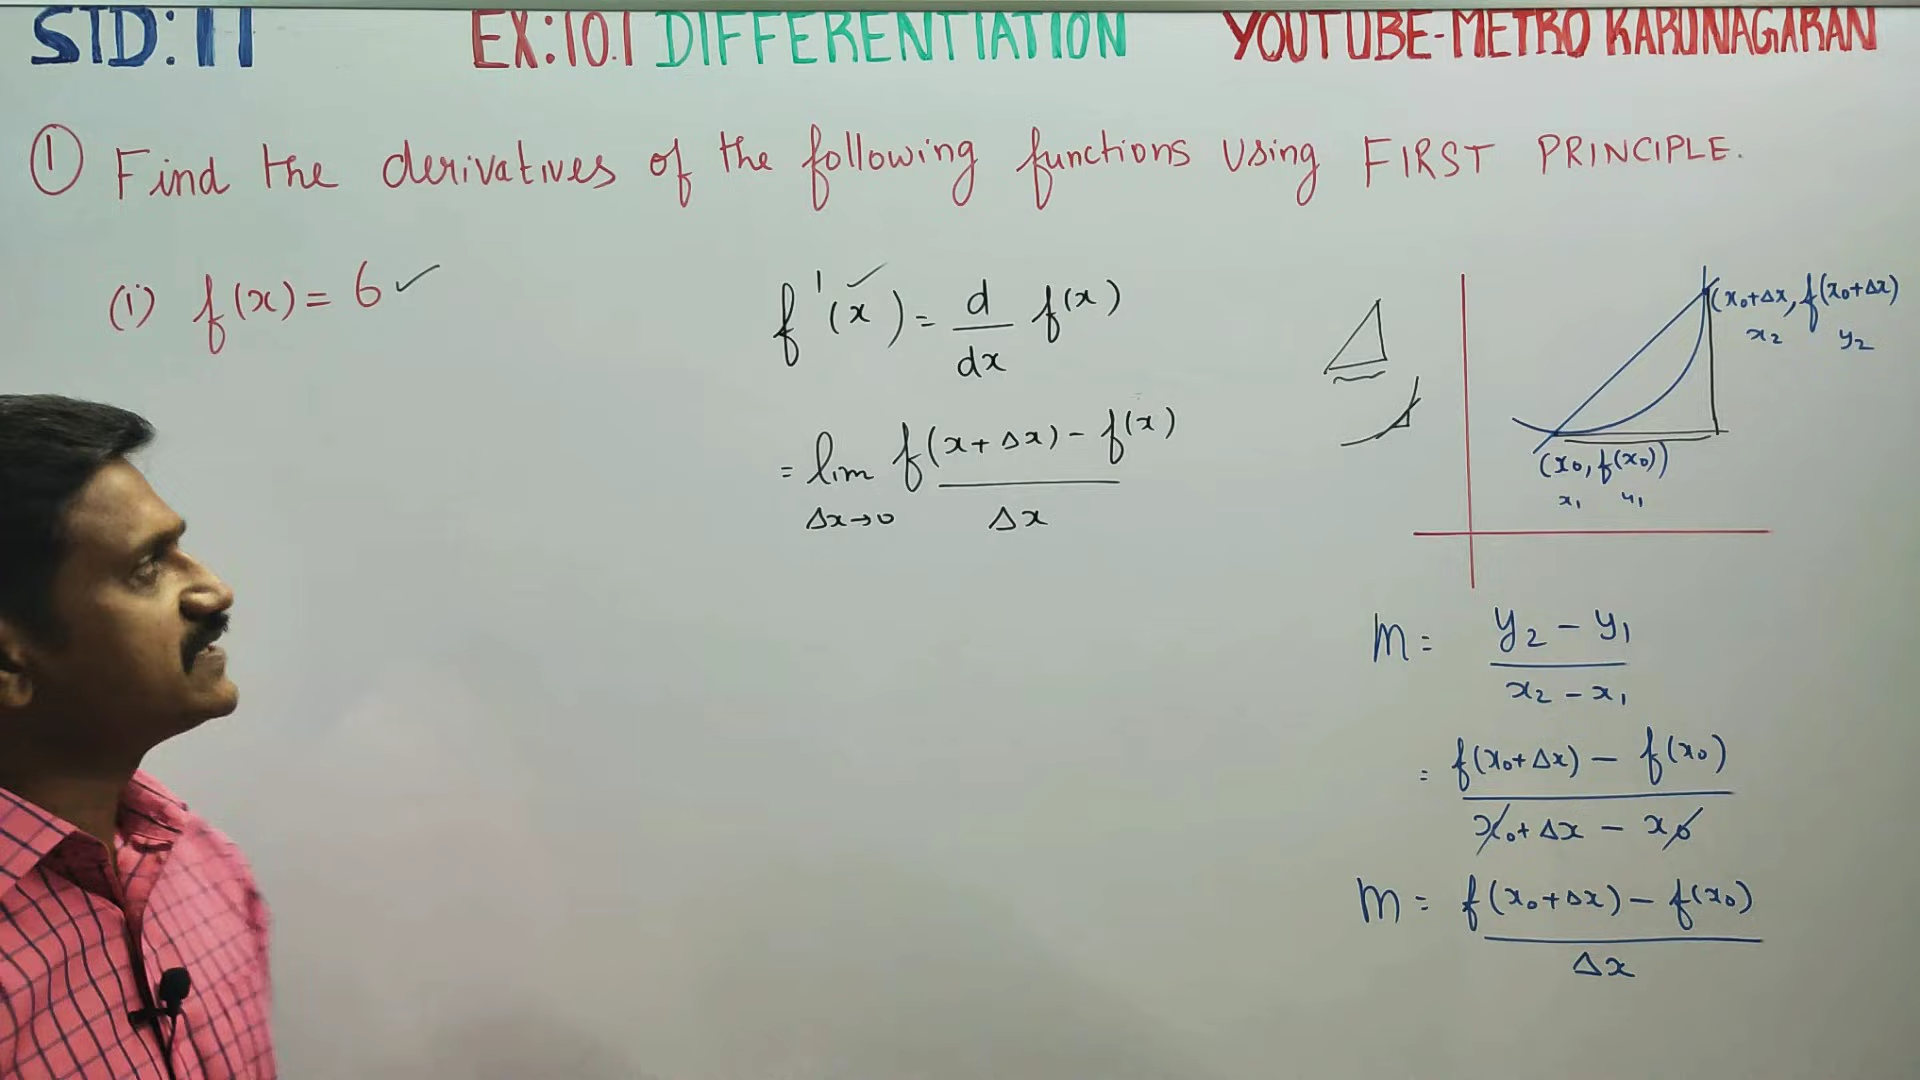 STD: 11 EX:10.1 DIFFERENTIATION YOUTUBE-METRO KARUNAGARAN
① Find the derivatives of the following functions using FIRST PRINCIPLE.
(i) f(x) = 6 ✓
f'(x) = d/dx f(x)
= lim Δx→0 f(x+Δx) - f(x) / Δx
(x₀+Δx, f(x₀+Δx)
x₂ y₂
(x₀, f(x₀))
x₁ y₁
m = y₂ - y₁ / x₂ - x₁
= f(x₀+Δx) - f(x₀) / x₀+Δx - x₀
m = f(x₀+Δx) - f(x₀) / Δx